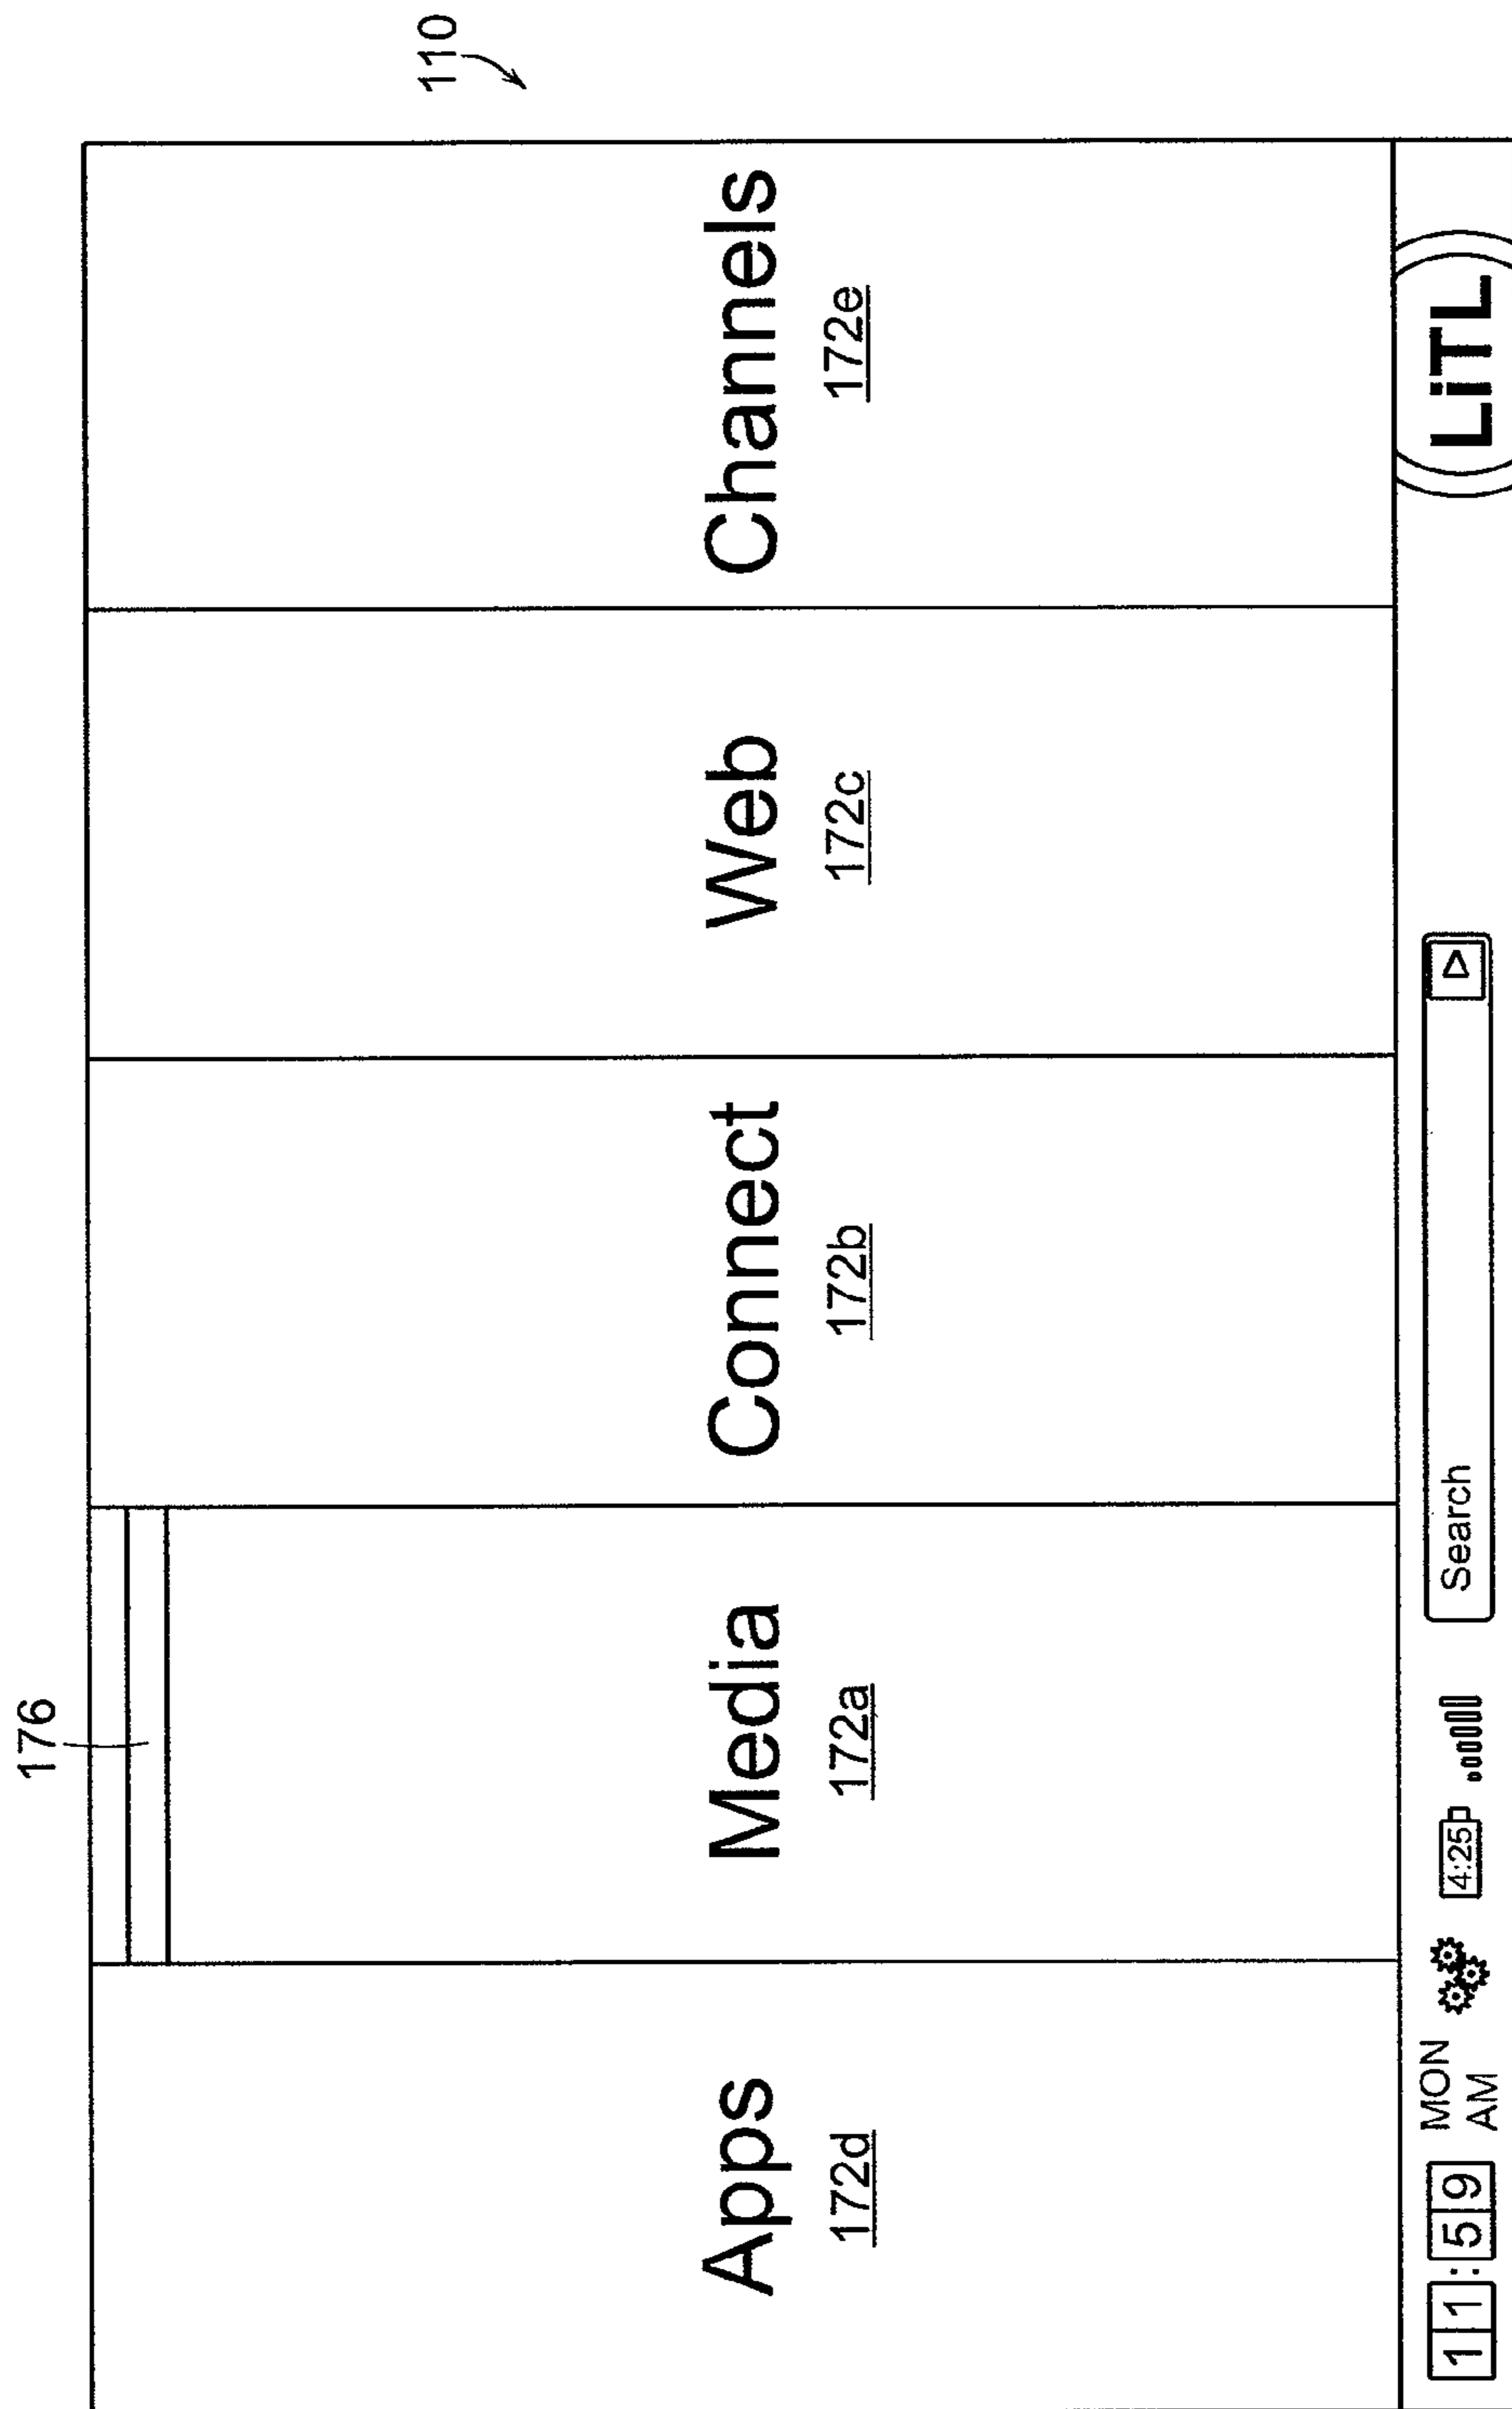 110
176
Apps
172d
Media
172a
Connect
172b
Web
172c
Channels
172e
11:59
MON
AM
4:25
Search
LiTL